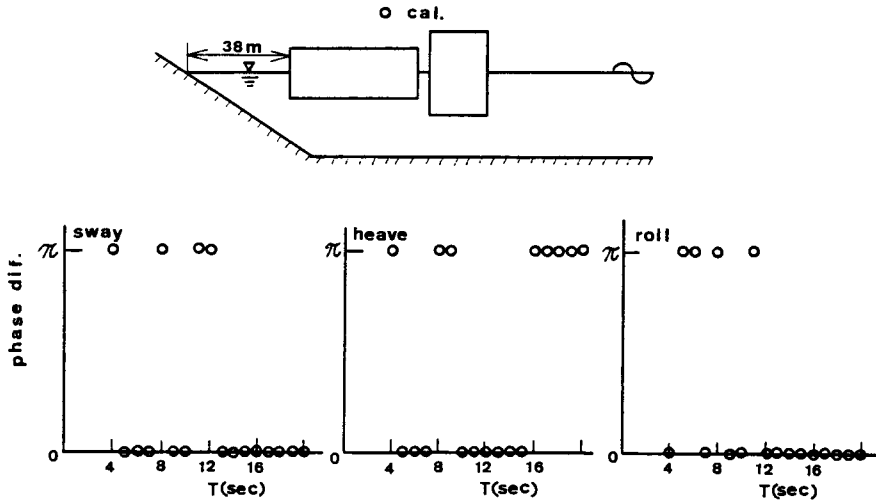 o cal.
38m
phase dif.
π
sway
0
4
8
12
16
T(sec)
π
heave
0
4
8
12
16
T(sec)
π
roll
0
4
8
12
16
T(sec)